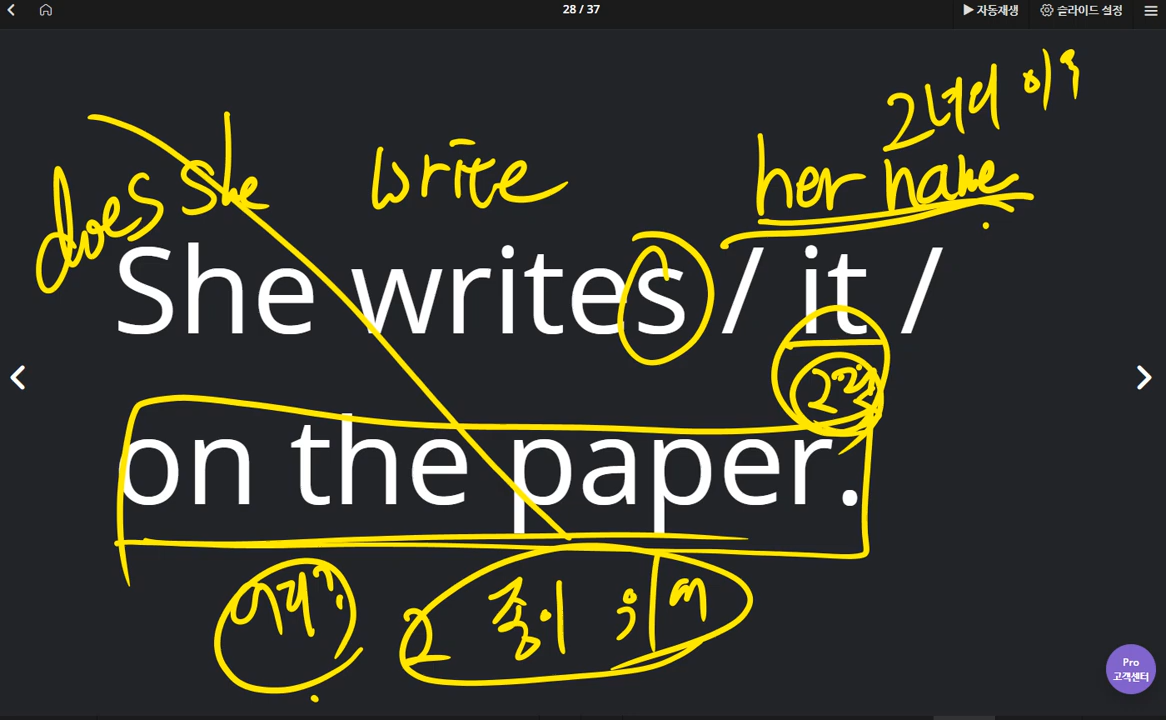 28 / 37
자동재생
슬라이드 설정
그녀의 이름
does she write her name
She writes / it /
그것
on the paper.
어디
그 종이 위에
Pro
고객센터